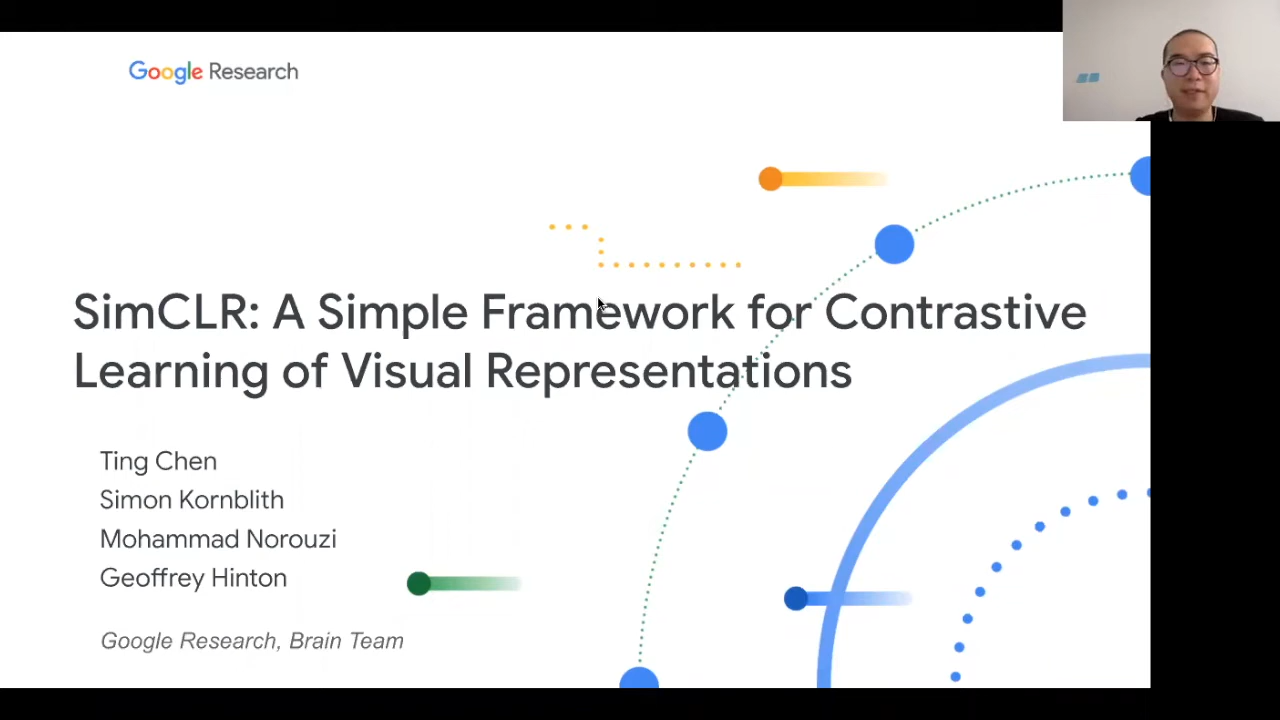 Google Research
SimCLR: A Simple Framework for Contrastive
Learning of Visual Representations
Ting Chen
Simon Kornblith
Mohammad Norouzi
Geoffrey Hinton
Google Research, Brain Team